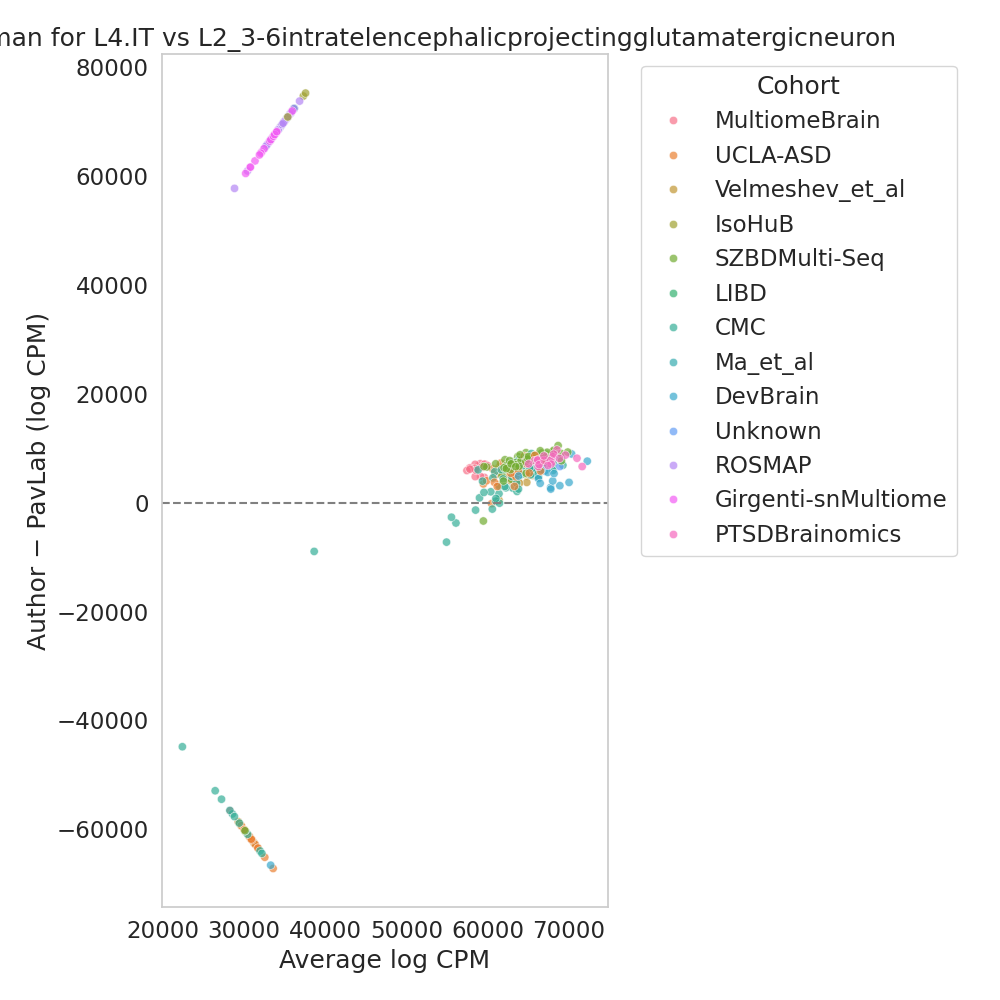 man for L4.IT vs L2_3-6intratelencephalicprojectingglutamatergicneuron
80000
60000
40000
20000
0
−20000
−40000
−60000
Author − PavLab (log CPM)
20000 30000 40000 50000 60000 70000
Average log CPM
Cohort
MultiomeBrain
UCLA-ASD
Velmeshev_et_al
IsoHuB
SZBDMulti-Seq
LIBD
CMC
Ma_et_al
DevBrain
Unknown
ROSMAP
Girgenti-snMultiome
PTSDBrainomics